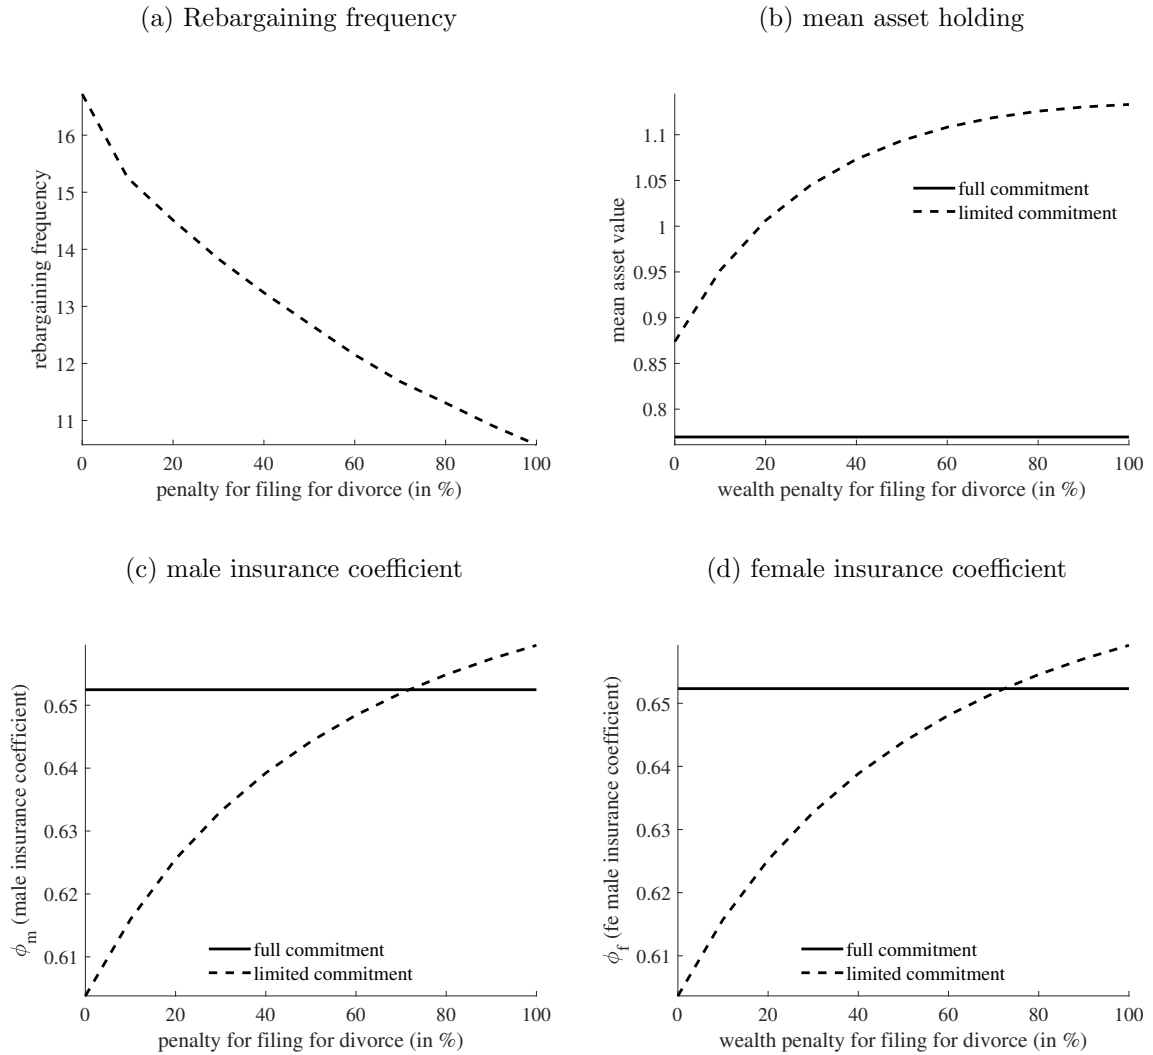 (a) Rebargaining frequency
rebargaining frequency
16
15
14
13
12
11
0 20 40 60 80 100
penalty for filing for divorce (in %)
(b) mean asset holding
mean asset value
1.1
1.05
1
0.95
0.9
0.85
0.8
full commitment
limited commitment
0 20 40 60 80 100
wealth penalty for filing for divorce (in %)
(c) male insurance coefficient
ϕm (male insurance coefficient)
0.65
0.64
0.63
0.62
0.61
full commitment
limited commitment
0 20 40 60 80 100
penalty for filing for divorce (in %)
(d) female insurance coefficient
ϕf (fe male insurance coefficient)
0.65
0.64
0.63
0.62
0.61
full commitment
limited commitment
0 20 40 60 80 100
wealth penalty for filing for divorce (in %)